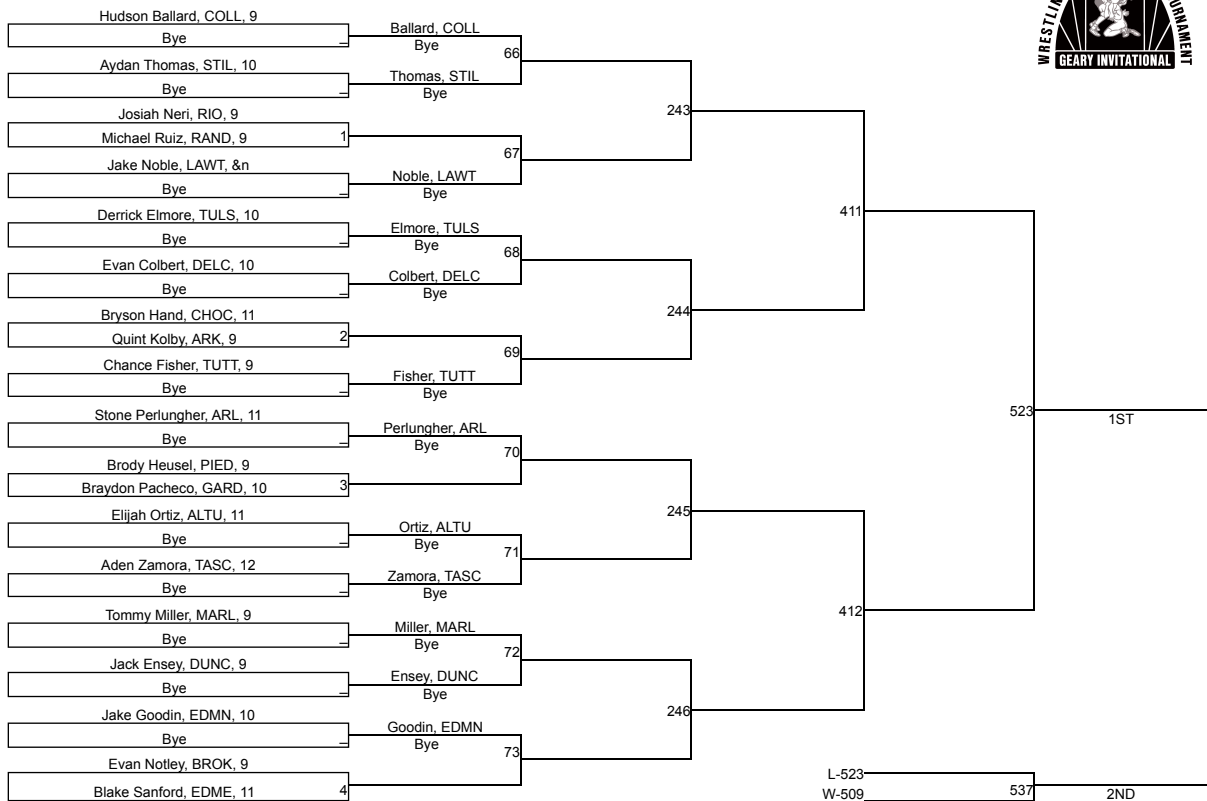 Hudson Ballard, COLL, 9
Bye
_
Aydan Thomas, STIL, 10
Bye
_
Josiah Neri, RIO, 9
Michael Ruiz, RAND, 9
1
Jake Noble, LAWT, &n
Bye
_
Derrick Elmore, TULS, 10
Bye
_
Evan Colbert, DELC, 10
Bye
_
Bryson Hand, CHOC, 11
Quint Kolby, ARK, 9
2
Chance Fisher, TUTT, 9
Bye
_
Stone Perlungher, ARL, 11
Bye
_
Brody Heusel, PIED, 9
Braydon Pacheco, GARD, 10
3
Elijah Ortiz, ALTU, 11
Bye
_
Aden Zamora, TASC, 12
Bye
_
Tommy Miller, MARL, 9
Bye
_
Jack Ensey, DUNC, 9
Bye
_
Jake Goodin, EDMN, 10
Bye
_
Evan Notley, BROK, 9
Blake Sanford, EDME, 11
4
Ballard, COLL
Bye
66
Thomas, STIL
Bye
67
Noble, LAWT
Bye
Elmore, TULS
Bye
68
Colbert, DELC
Bye
69
Fisher, TUTT
Bye
Perlungher, ARL
Bye
70
Ortiz, ALTU
Bye
71
Zamora, TASC
Bye
Miller, MARL
Bye
72
Ensey, DUNC
Bye
Goodin, EDMN
Bye
73
243
244
245
246
411
412
523
1ST
L-523
W-509
537
2ND
GEARY INVITATIONAL